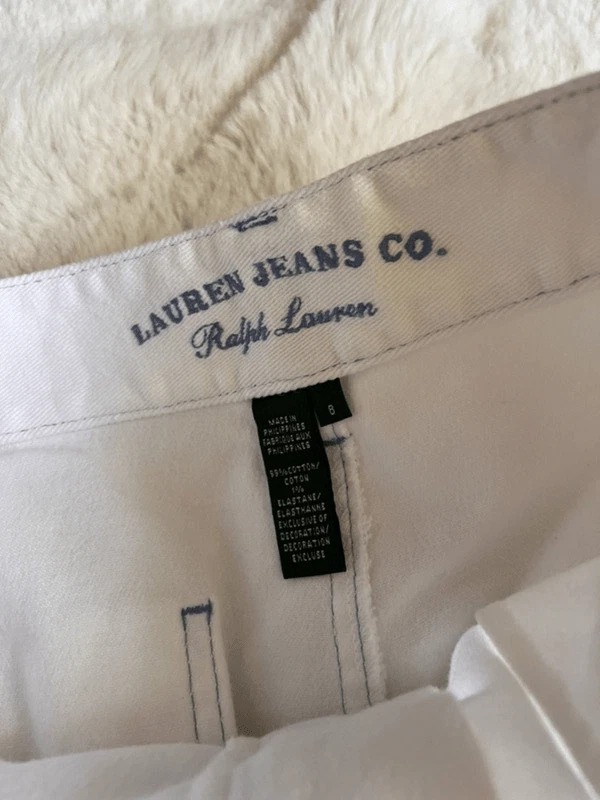 LAUREN JEANS CO.
Ralph Lauren
8
MADE IN
PHILIPPINES
FABRIQUE AUX
PHILIPPINES
99% COTTON/
COTON
1%
ELASTANE/
ELASTHANNE
EXCLUSIVE OF
DECORATION/
DECORATION
EXCLUSE